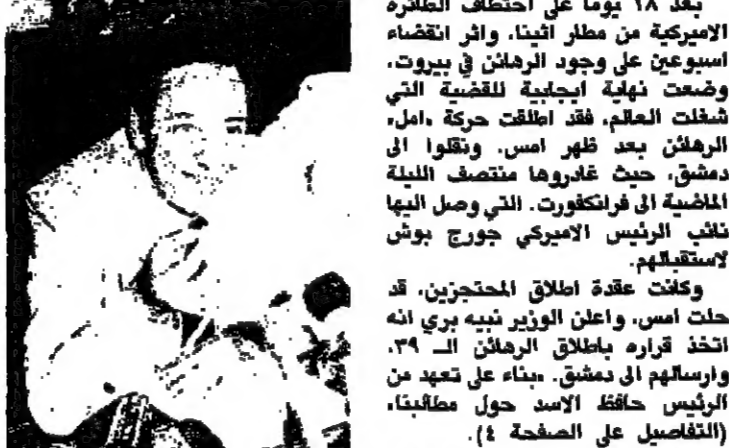 بعد ١٨ يوما على اختطاف الطائرة
الاميركية من مطار اثينا، واثر انقضاء
اسبوعين على وجود الرهائن في بيروت،
وضعت نهاية ايجابية للقضية التي
شغلت العالم، فقد اطلقت حركة «امل»
الرهائن بعد ظهر امس. ونقلوا الى
دمشق، حيث غادروها منتصف الليلة
الماضية الى فرانكفورت. التي وصل اليها
نائب الرئيس الاميركي جورج بوش
لاستقبالهم.
وكانت عقدة اطلاق المحتجزين، قد
حلت امس، واعلن الوزير نبيه بري انه
اتخذ قراره باطلاق الرهائن الـ ٣٩،
وارسالهم الى دمشق. «بناء على تعهد من
الرئيس حافظ الاسد حول مطالبنا»
(التفاصيل على الصفحة ٤).